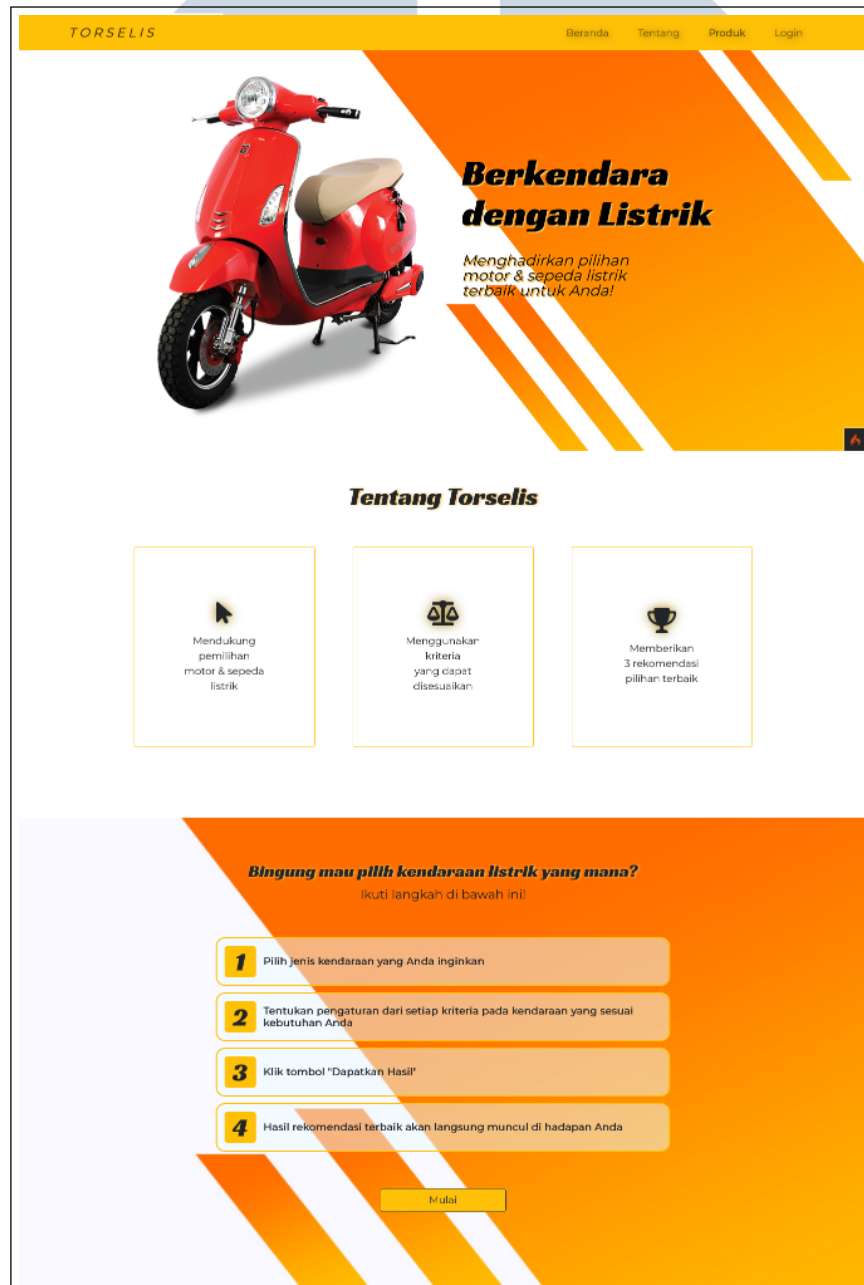 TORSELIS
Beranda Tentang Produk Login
Berkendara
dengan Listrik
Menghadirkan pilihan
motor & sepeda listrik
terbaik untuk Anda!
Tentang Torselis
Mendukung
pemilihan
motor & sepeda
listrik
Menggunakan
kriteria
yang dapat
disesuaikan
Memberikan
3 rekomendasi
pilihan terbaik
Bingung mau pilih kendaraan listrik yang mana?
Ikuti langkah di bawah ini!
1 Pilih jenis kendaraan yang Anda inginkan
2 Tentukan pengaturan dari setiap kriteria pada kendaraan yang sesuai
kebutuhan Anda
3 Klik tombol "Dapatkan Hasil"
4 Hasil rekomendasi terbaik akan langsung muncul di hadapan Anda
Mulai